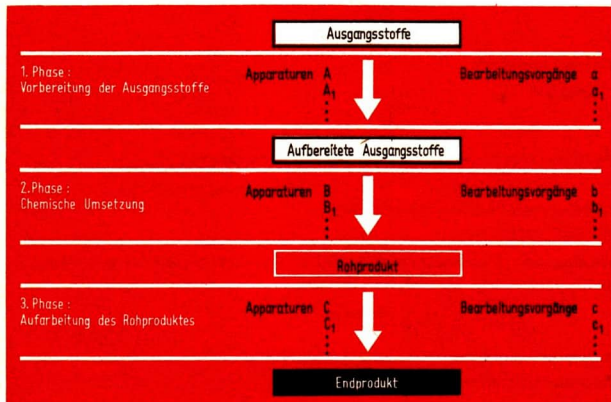 Ausgangsstoffe
1. Phase : Apparaturen A Bearbeitungsvorgänge a
Vorbereitung der Ausgangsstoffe A1 a1
Aufbereitete Ausgangsstoffe
2. Phase : Apparaturen B Bearbeitungsvorgänge b
Chemische Umsetzung B1 b1
Rohprodukt
3. Phase : Apparaturen C Bearbeitungsvorgänge c
Aufarbeitung des Rohproduktes C1 c1
Endprodukt